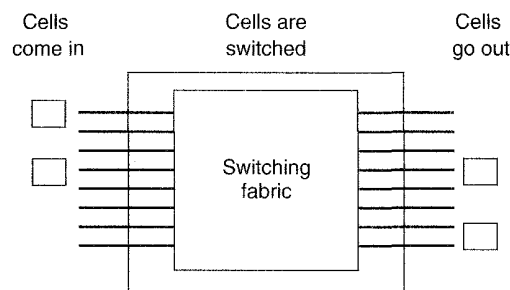 Cells
come in
Cells are
switched
Cells
go out
Switching
fabric